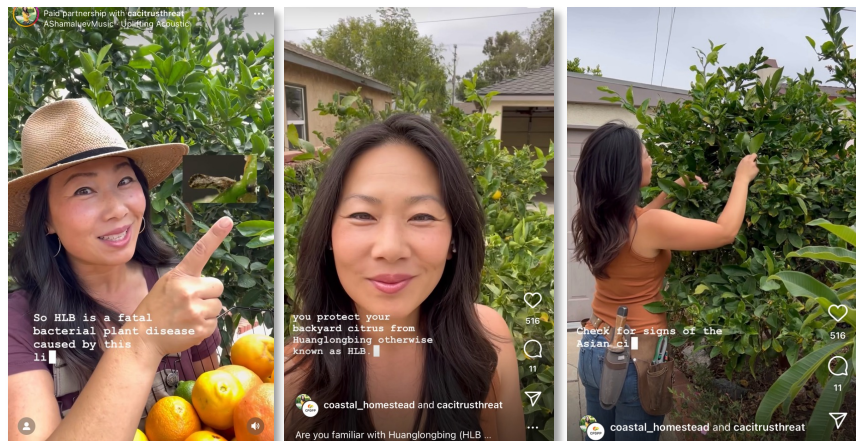 Paid partnership with cacitrusthreat
AShamaluevMusic · Uplifting Acoustic
So HLB is a fatal
bacterial plant disease
caused by this
li
you protect your
backyard citrus from
Huanglongbing otherwise
known as HLB.
516
11
coastal_homestead and cacitrusthreat
Are you familiar with Huanglongbing (HLB ...
Check for signs of the
Asian ci
516
11
coastal_homestead and cacitrusthreat